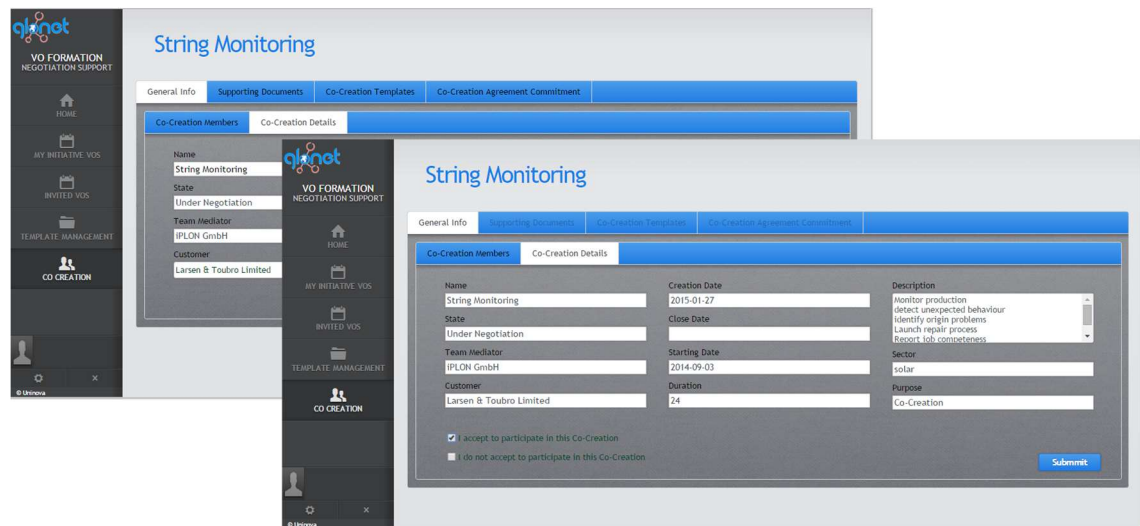 glonet
VO FORMATION
NEGOTIATION SUPPORT
HOME
MY INITIATIVE VOS
INVITED VOS
TEMPLATE MANAGEMENT
CO CREATION
© Uninova
String Monitoring
General Info
Supporting Documents
Co-Creation Templates
Co-Creation Agreement Commitment
Co-Creation Members
Co-Creation Details
Name
String Monitoring
State
Under Negotiation
Team Mediator
iPLON GmbH
Customer
Larsen & Toubro Limited
glonet
VO FORMATION
NEGOTIATION SUPPORT
HOME
MY INITIATIVE VOS
INVITED VOS
TEMPLATE MANAGEMENT
CO CREATION
© Uninova
String Monitoring
General Info
Supporting Documents
Co-Creation Templates
Co-Creation Agreement Commitment
Co-Creation Members
Co-Creation Details
Name
String Monitoring
State
Under Negotiation
Team Mediator
iPLON GmbH
Customer
Larsen & Toubro Limited
Creation Date
2015-01-27
Close Date
Starting Date
2014-09-03
Duration
24
Description
Monitor production
detect unexpected behaviour
Identify origin problems
Launch repair process
Report job competeness
Sector
solar
Purpose
Co-Creation
I accept to participate in this Co-Creation
I do not accept to participate in this Co-Creation
Submmit